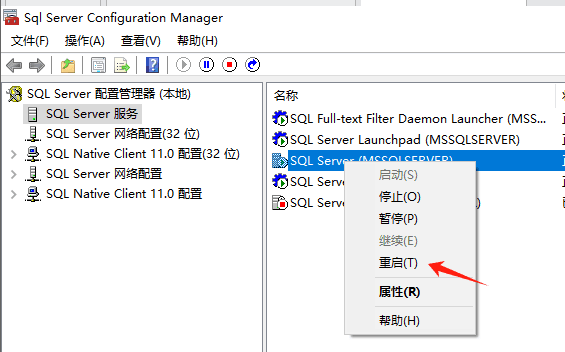 Sql Server Configuration Manager
文件(F) 操作(A) 查看(V) 帮助(H)
SQL Server 配置管理器 (本地)
SQL Server 服务
SQL Server 网络配置(32 位)
SQL Native Client 11.0 配置(32 位)
SQL Server 网络配置
SQL Native Client 11.0 配置
名称
SQL Full-text Filter Daemon Launcher (MSS...
SQL Server Launchpad (MSSQLSERVER)
SQL Server (MSSQLSERVER)
SQL Serve
SQL Serve
启动(S)
停止(O)
暂停(P)
继续(E)
重启(T)
属性(R)
帮助(H)